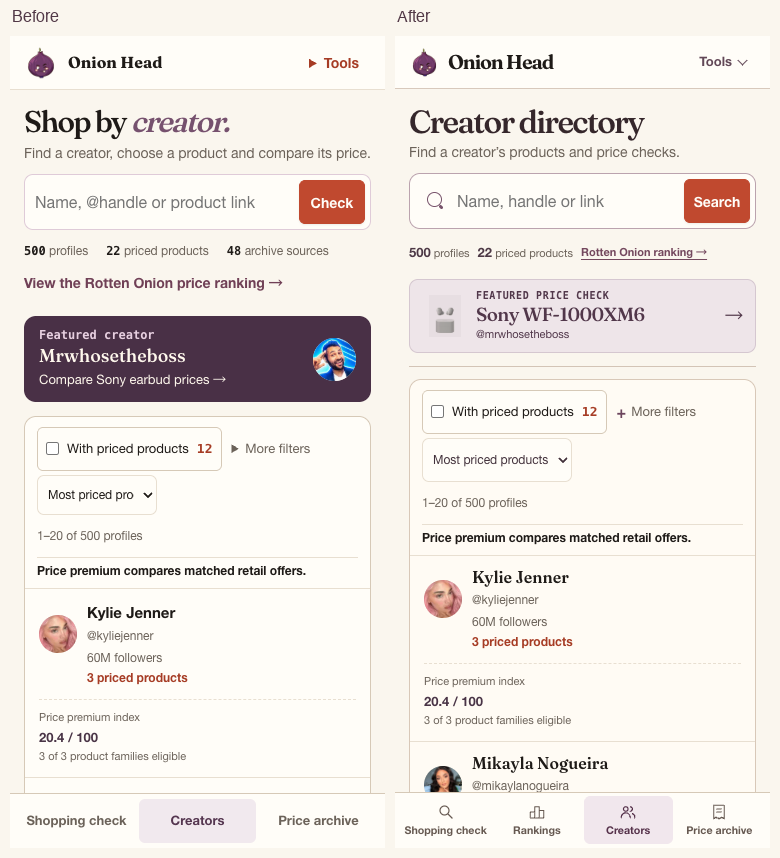 Before
Onion Head
Tools
Shop by creator.
Find a creator, choose a product and compare its price.
Name, @handle or product link
Check
500 profiles 22 priced products 48 archive sources
View the Rotten Onion price ranking →
Featured creator
Mrwhosetheboss
Compare Sony earbud prices →
With priced products 12
More filters
Most priced pro
1–20 of 500 profiles
Price premium compares matched retail offers.
Kylie Jenner
@kyliejenner
60M followers
3 priced products
Price premium index
20.4 / 100
3 of 3 product families eligible
Shopping check
Creators
Price archive
After
Onion Head
Tools
Creator directory
Find a creator's products and price checks.
Name, handle or link
Search
500 profiles 22 priced products Rotten Onion ranking →
FEATURED PRICE CHECK
Sony WF-1000XM6
@mrwhosetheboss
→
With priced products 12
+ More filters
Most priced products
1–20 of 500 profiles
Price premium compares matched retail offers.
Kylie Jenner
@kyliejenner
60M followers
3 priced products
Price premium index
20.4 / 100
3 of 3 product families eligible
Mikayla Nogueira
@mikaylanogueira
Shopping check
Rankings
Creators
Price archive